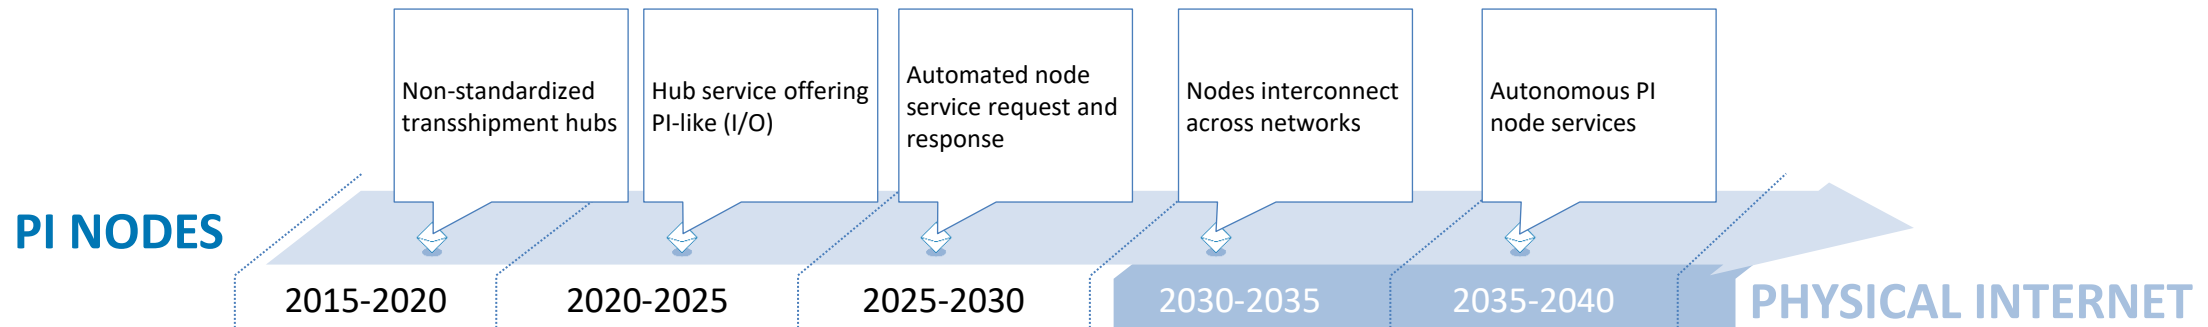 Non-standardized
transshipment hubs
Hub service offering
PI-like (I/O)
Automated node
service request and
response
Nodes interconnect
across networks
Autonomous PI
node services
PI NODES
2015-2020
2020-2025
2025-2030
2030-2035
2035-2040
PHYSICAL INTERNET